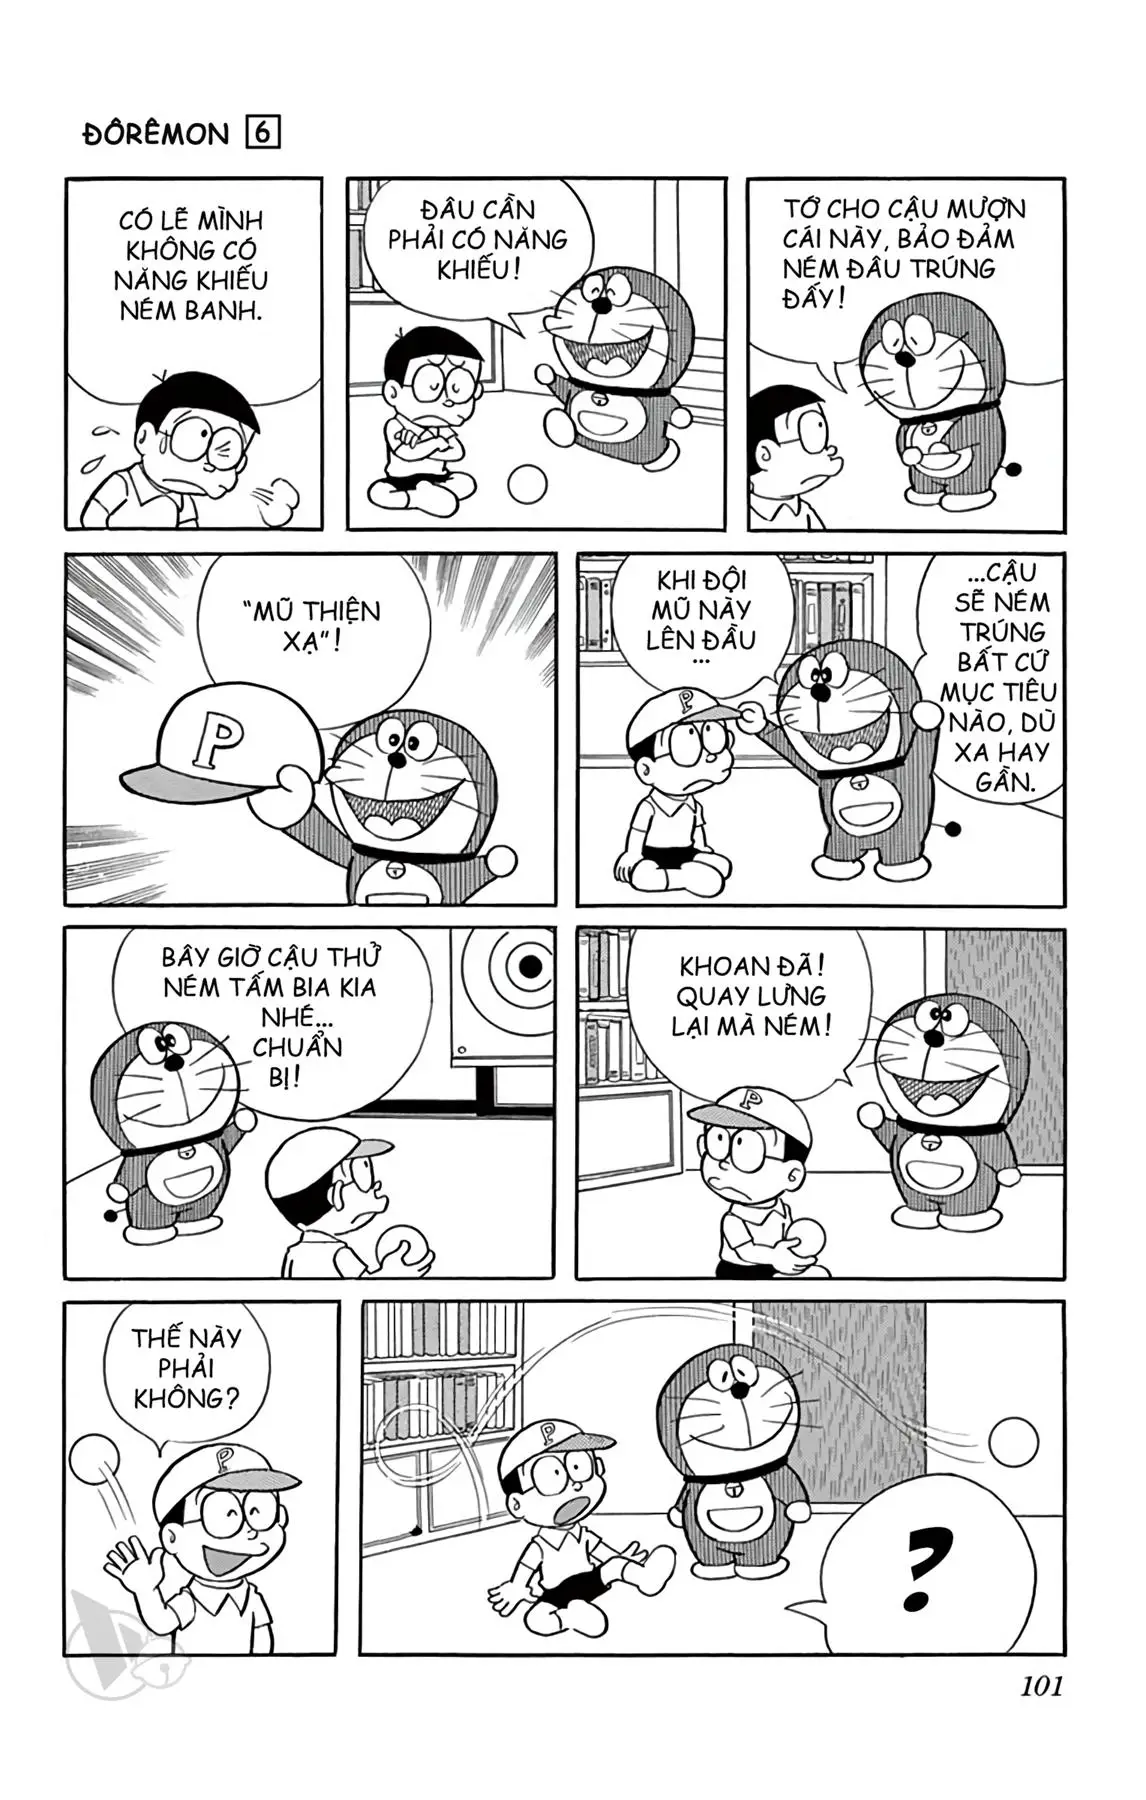 ĐÔRÊMON 6
CÓ LẼ MÌNH
KHÔNG CÓ
NĂNG KHIẾU
NÉM BANH.
ĐÂU CẦN
PHẢI CÓ NĂNG
KHIẾU!
TỚ CHO CẬU MƯỢN
CÁI NÀY, BẢO ĐẢM
NÉM ĐÂU TRÚNG
ĐẤY!
"MŨ THIỆN
XẠ"!
P
KHI ĐỘI
MŨ NÀY
LÊN ĐẦU
...
...CẬU
SẼ NÉM
TRÚNG
BẤT CỨ
MỤC TIÊU
NÀO, DÙ
XA HAY
GẦN.
P
BÂY GIỜ CẬU THỬ
NÉM TẤM BIA KIA
NHÉ...
CHUẨN
BỊ!
KHOAN ĐÃ!
QUAY LƯNG
LẠI MÀ NÉM!
P
THẾ NÀY
PHẢI
KHÔNG?
P
P
?
101